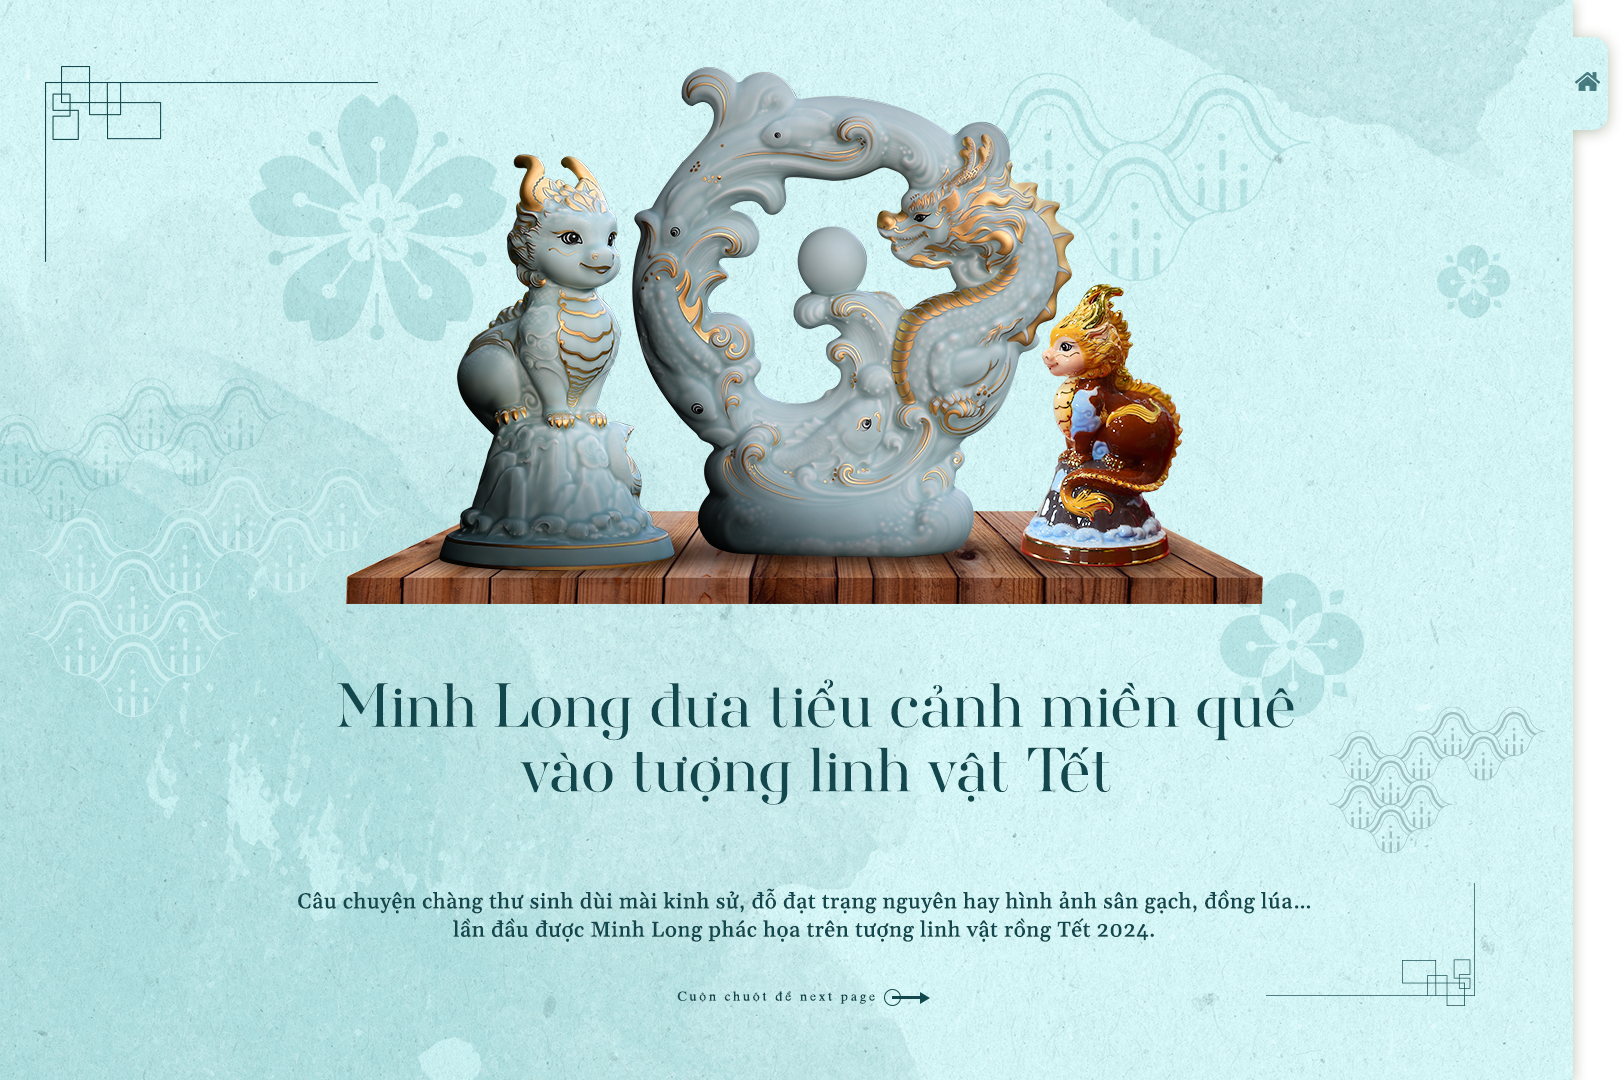 Minh Long đưa tiểu cảnh miền quê
vào tượng linh vật Tết
Câu chuyện chàng thư sinh dùi mài kinh sử, đỗ đạt trạng nguyên hay hình ảnh sân gạch, đồng lúa...
lần đầu được Minh Long phác họa trên tượng linh vật rồng Tết 2024.
Cuộn chuột để next page